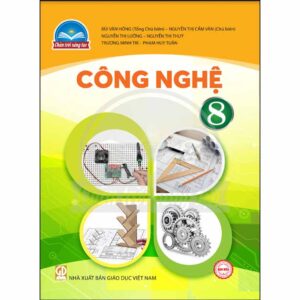 BÙI VĂN HỒNG (Tổng Chủ biên) – NGUYỄN THỊ CẨM VÂN (Chủ biên)
NGUYỄN THỊ LƯỠNG – NGUYỄN THỊ THUÝ
TRƯƠNG MINH TRÍ – PHẠM HUY TUÂN
Chân trời sáng tạo
CÔNG NGHỆ
8
NHÀ XUẤT BẢN GIÁO DỤC VIỆT NAM